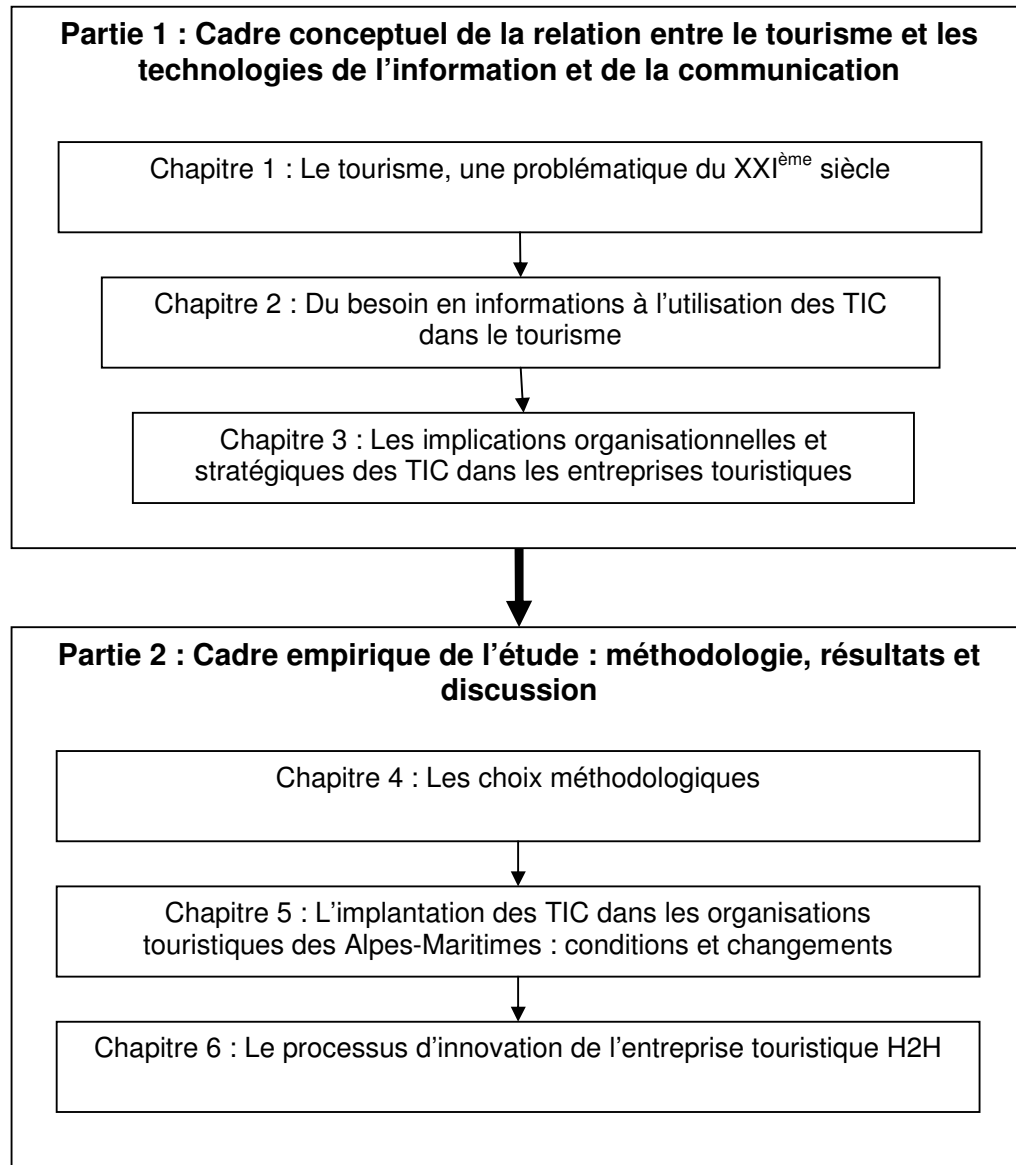 Partie 1 : Cadre conceptuel de la relation entre le tourisme et les
technologies de l’information et de la communication
Chapitre 1 : Le tourisme, une problématique du XXIème siècle
Chapitre 2 : Du besoin en informations à l’utilisation des TIC
dans le tourisme
Chapitre 3 : Les implications organisationnelles et
stratégiques des TIC dans les entreprises touristiques
Partie 2 : Cadre empirique de l’étude : méthodologie, résultats et
discussion
Chapitre 4 : Les choix méthodologiques
Chapitre 5 : L’implantation des TIC dans les organisations
touristiques des Alpes-Maritimes : conditions et changements
Chapitre 6 : Le processus d’innovation de l’entreprise touristique H2H